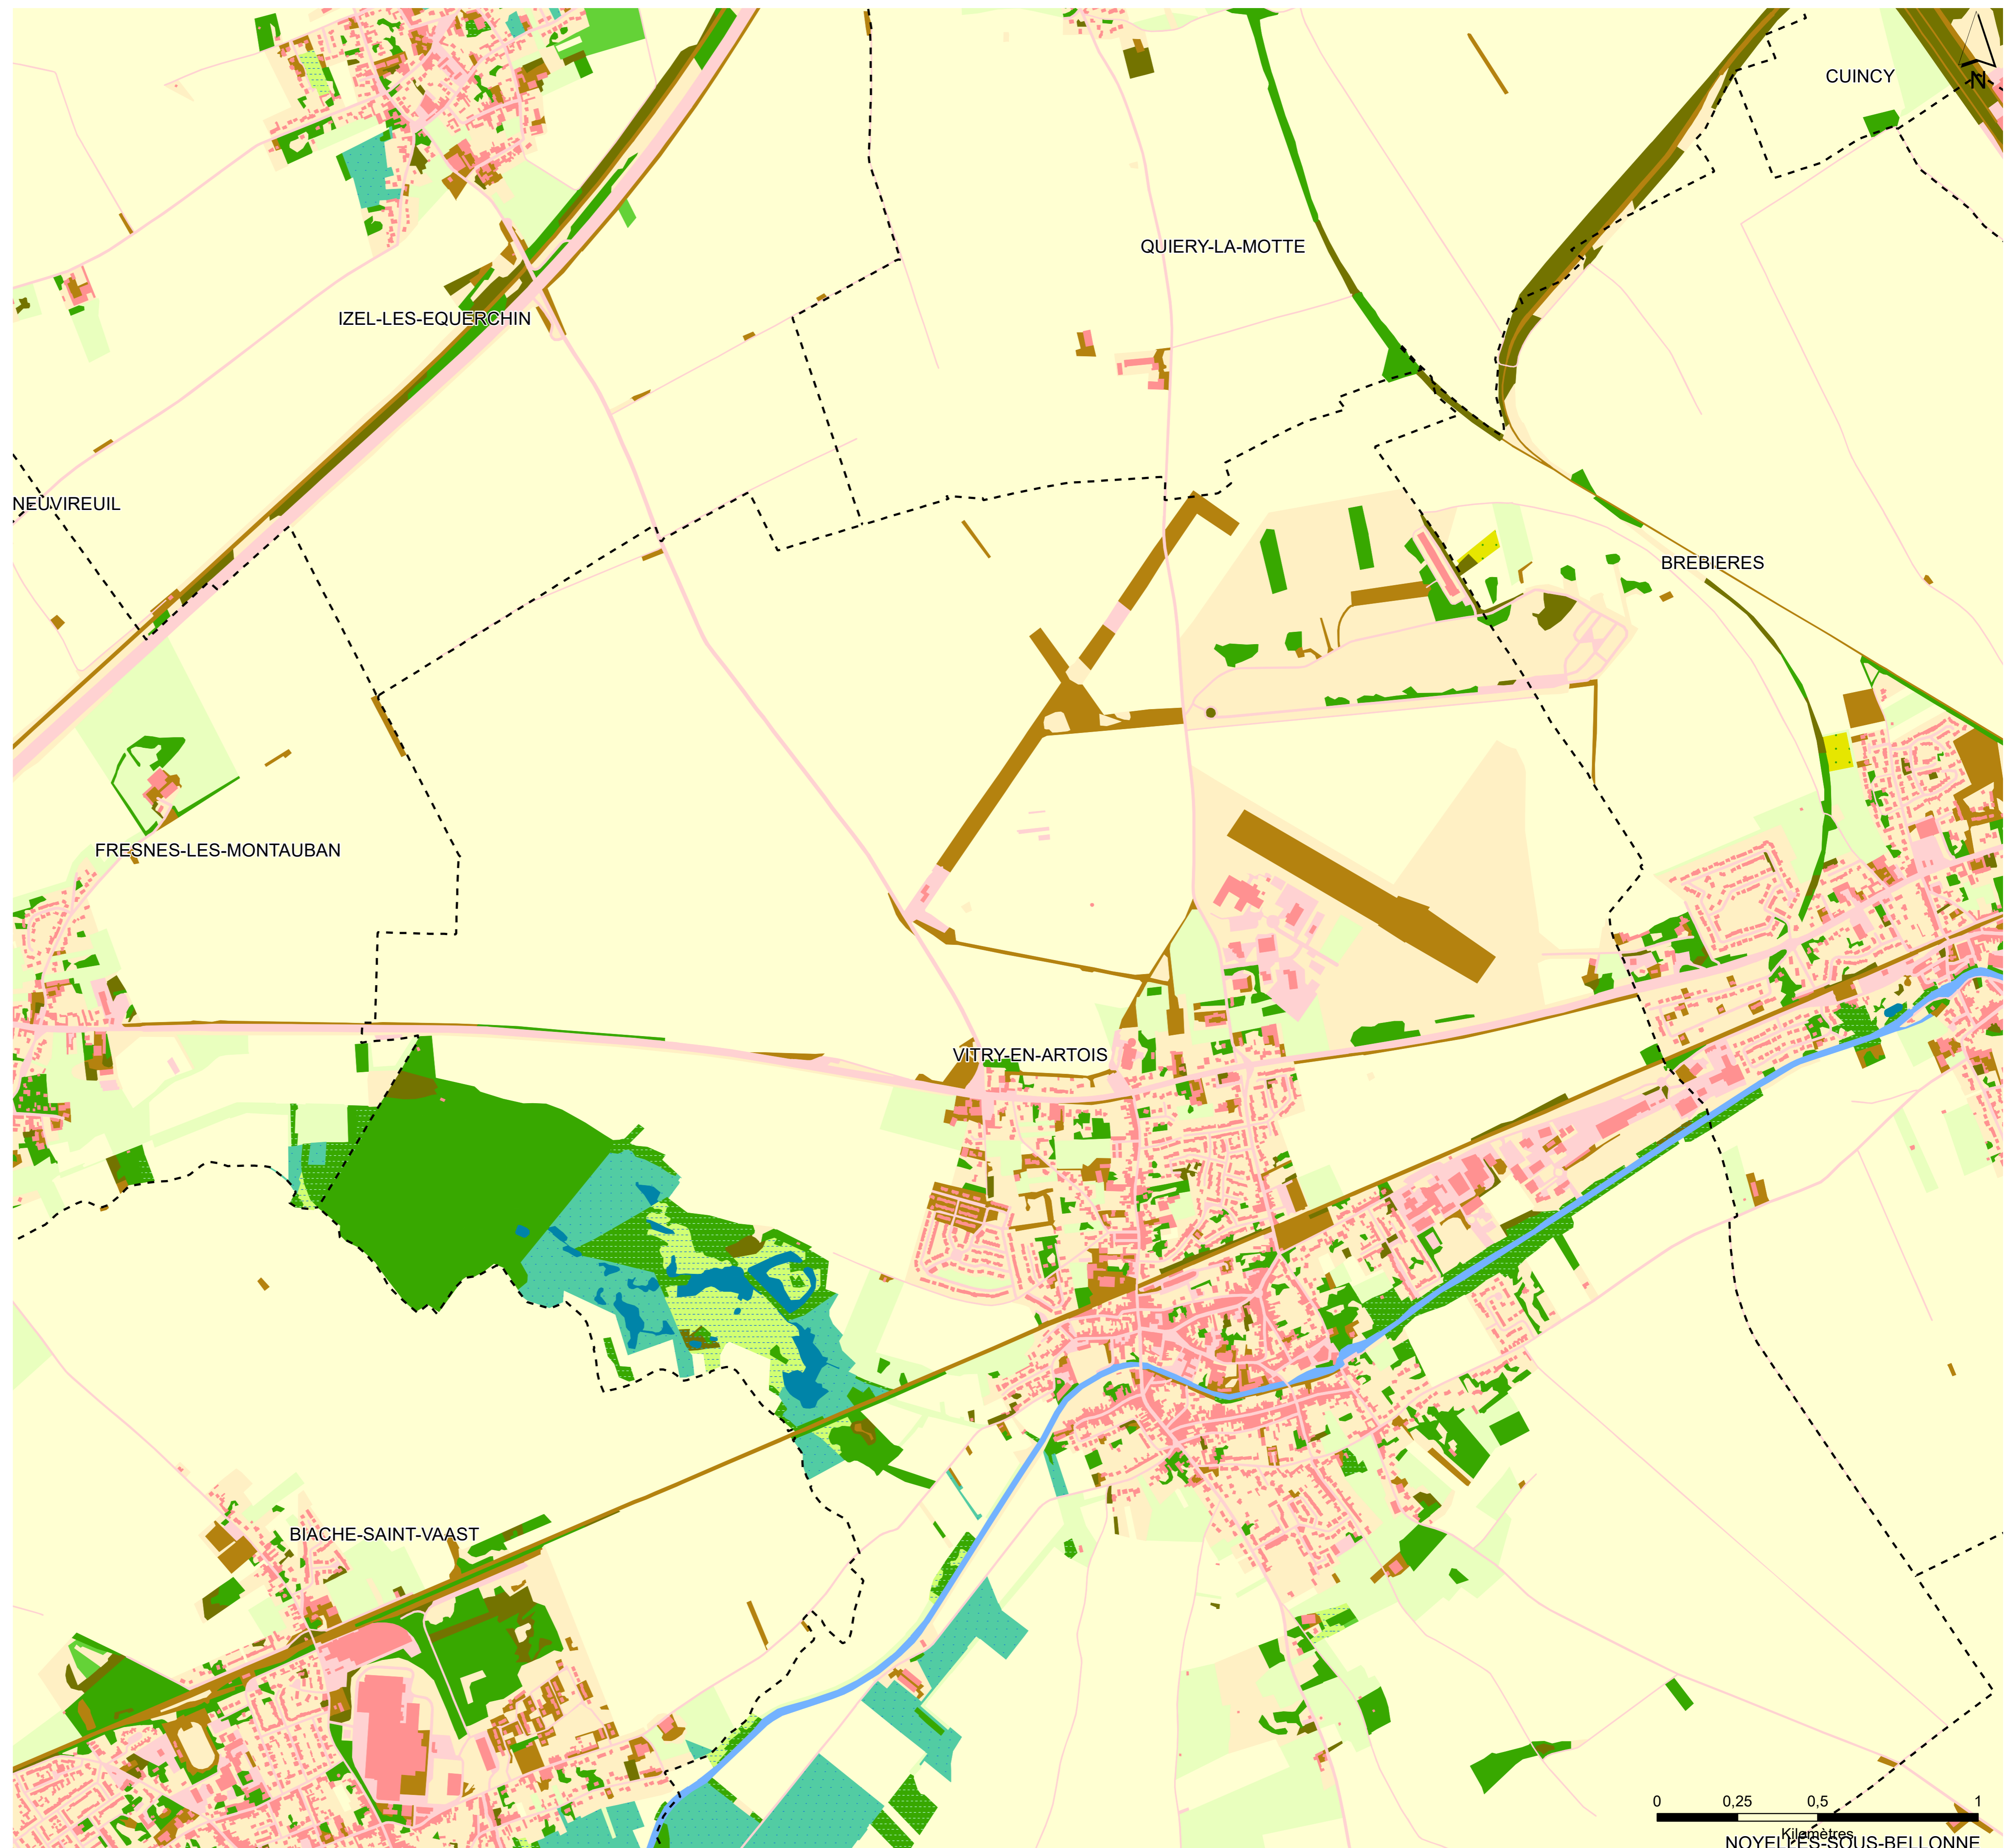 CUINCY
N
QUIERY-LA-MOTTE
IZEL-LES-EQUERCHIN
NEUVIREUIL
BREBIERES
FRESNES-LES-MONTAUBAN
VITRY-EN-ARTOIS
BIACHE-SAINT-VAAST
0 0,25 0,5 1
Kilomètres
NOYELLES-SOUS-BELLONNE